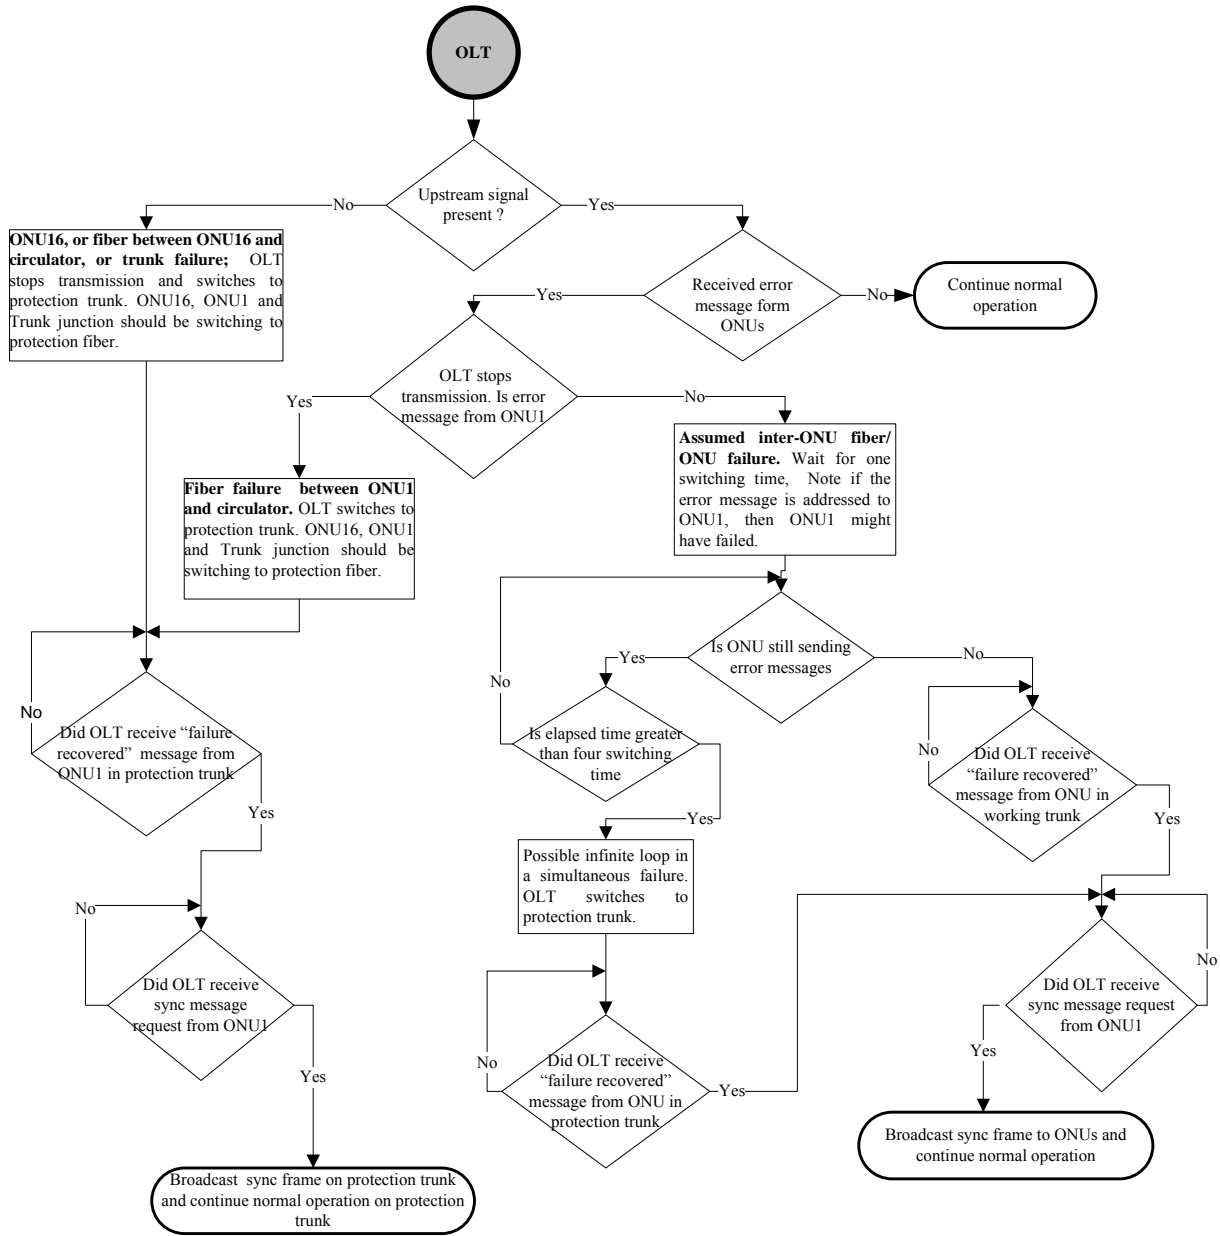 OLT
Upstream signal
present ?
No
Yes
ONU16, or fiber between ONU16 and
circulator, or trunk failure; OLT
stops transmission and switches to
protection trunk. ONU16, ONU1 and
Trunk junction should be switching to
protection fiber.
Received error
message form
ONUs
Yes
No
Continue normal
operation
OLT stops
transmission. Is error
message from ONU1
Yes
No
Fiber failure between ONU1
and circulator. OLT switches to
protection trunk. ONU16, ONU1
and Trunk junction should be
switching to protection fiber.
Assumed inter-ONU fiber/
ONU failure. Wait for one
switching time, Note if the
error message is addressed to
ONU1, then ONU1 might
have failed.
Is ONU still sending
error messages
Yes
No
No
Is elapsed time greater
than four switching
time
Yes
No
Did OLT receive “failure
recovered” message from
ONU1 in protection trunk
Yes
No
Did OLT receive
“failure recovered”
message from ONU in
working trunk
Yes
Possible infinite loop in
a simultaneous failure.
OLT switches to
protection trunk.
No
Did OLT receive
sync message
request from ONU1
Yes
No
Did OLT receive
“failure recovered”
message from ONU in
protection trunk
Yes
Did OLT receive
sync message request
from ONU1
No
Yes
Broadcast sync frame to ONUs and
continue normal operation
Broadcast sync frame on protection trunk
and continue normal operation on protection
trunk